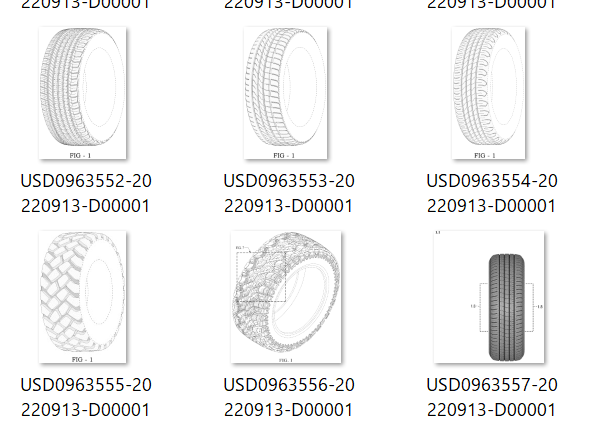 220913-D00001 220913-D00001 220913-D00001
FIG - 1 FIG - 1 FIG - 1
USD0963552-20 USD0963553-20 USD0963554-20
220913-D00001 220913-D00001 220913-D00001
FIG - 1
USD0963555-20 USD0963556-20 USD0963557-20
220913-D00001 220913-D00001 220913-D00001